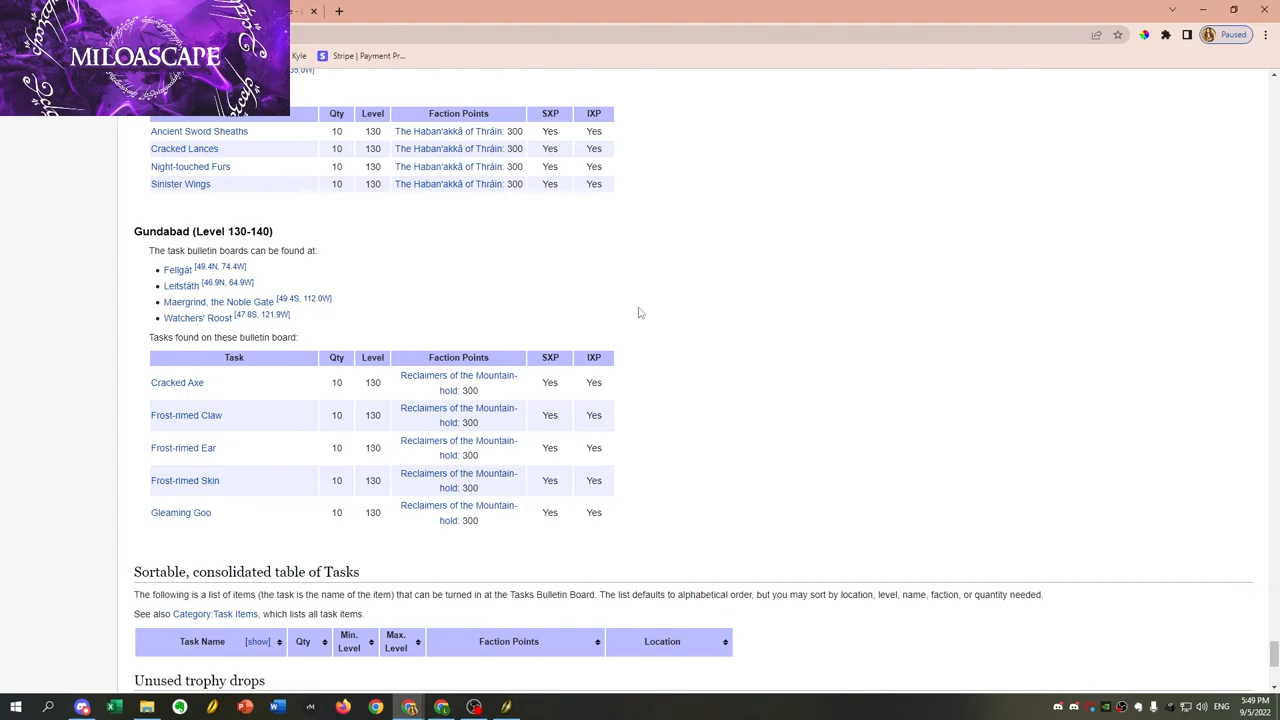 MILOASCAPE
Kyle
Stripe | Payment Pr...
Paused
35.0W]
Qty Level Faction Points SXP IXP
Ancient Sword Sheaths 10 130 The Haban'akkâ of Thráin: 300 Yes Yes
Cracked Lances 10 130 The Haban'akkâ of Thráin: 300 Yes Yes
Night-touched Furs 10 130 The Haban'akkâ of Thráin: 300 Yes Yes
Sinister Wings 10 130 The Haban'akkâ of Thráin: 300 Yes Yes
Gundabad (Level 130-140)
The task bulletin boards can be found at:
Fellgát [49.4N, 74.4W]
Leitstáth [46.9N, 64.9W]
Maergrind, the Noble Gate [49.4S, 112.0W]
Watchers' Roost [47.8S, 121.9W]
Tasks found on these bulletin board:
Task Qty Level Faction Points SXP IXP
Cracked Axe 10 130 Reclaimers of the Mountain-
hold: 300 Yes Yes
Frost-rimed Claw 10 130 Reclaimers of the Mountain-
hold: 300 Yes Yes
Frost-rimed Ear 10 130 Reclaimers of the Mountain-
hold: 300 Yes Yes
Frost-rimed Skin 10 130 Reclaimers of the Mountain-
hold: 300 Yes Yes
Gleaming Goo 10 130 Reclaimers of the Mountain-
hold: 300 Yes Yes
Sortable, consolidated table of Tasks
The following is a list of items (the task is the name of the item) that can be turned in at the Tasks Bulletin Board. The list defaults to alphabetical order, but you may sort by location, level, name, faction, or quantity needed.
See also Category:Task Items, which lists all task items.
Task Name [show] Qty Min. Level Max. Level Faction Points Location
Unused trophy drops
ENG
5:49 PM
9/5/2022